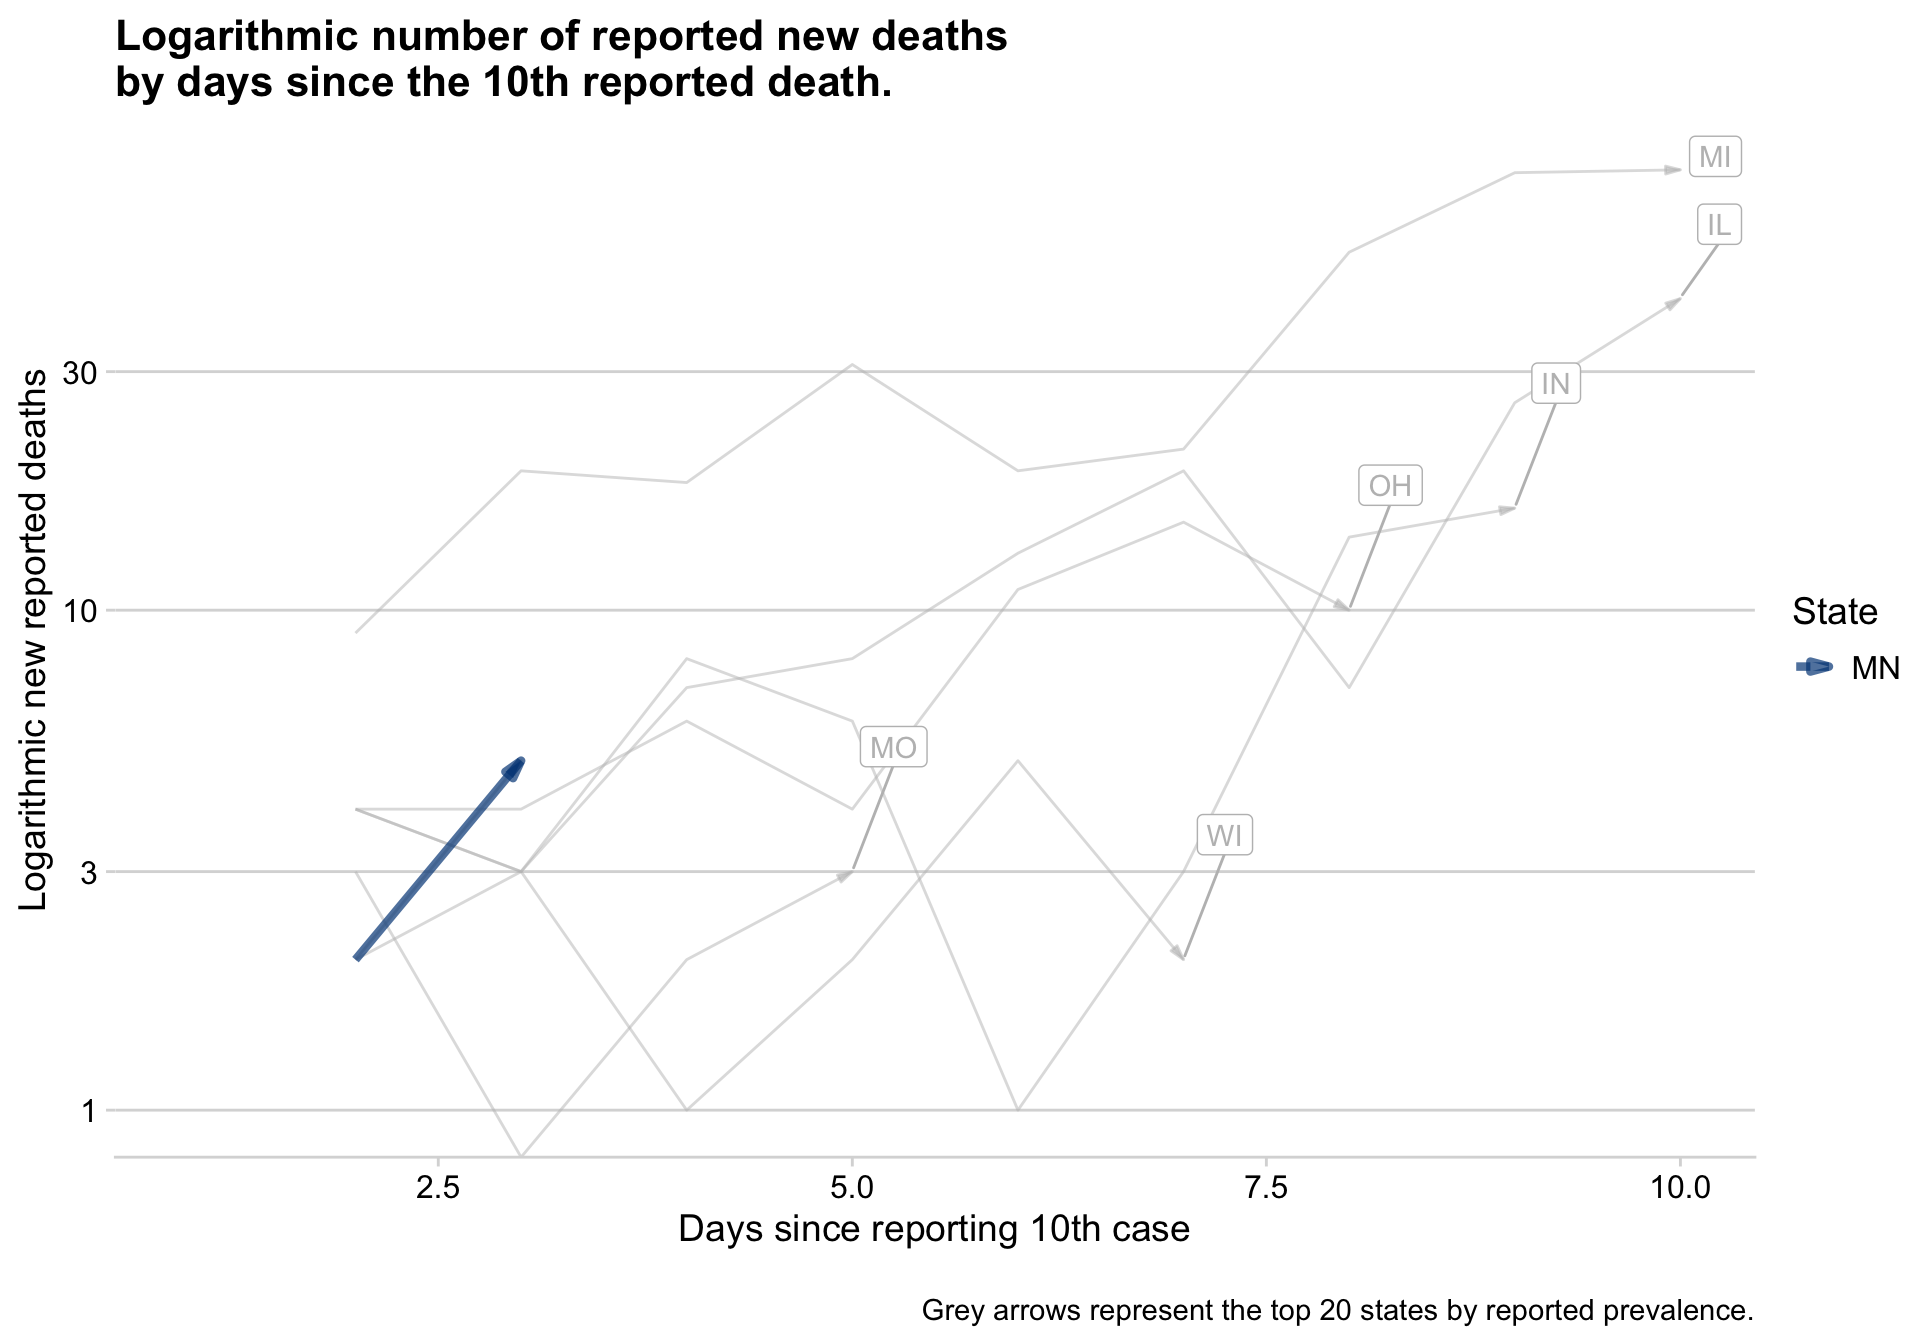 Logarithmic number of reported new deaths
by days since the 10th reported death.
MI
IL
30
IN
OH
10
State
MN
MO
WI
3
1
Logarithmic new reported deaths
2.5
5.0
7.5
10.0
Days since reporting 10th case
Grey arrows represent the top 20 states by reported prevalence.